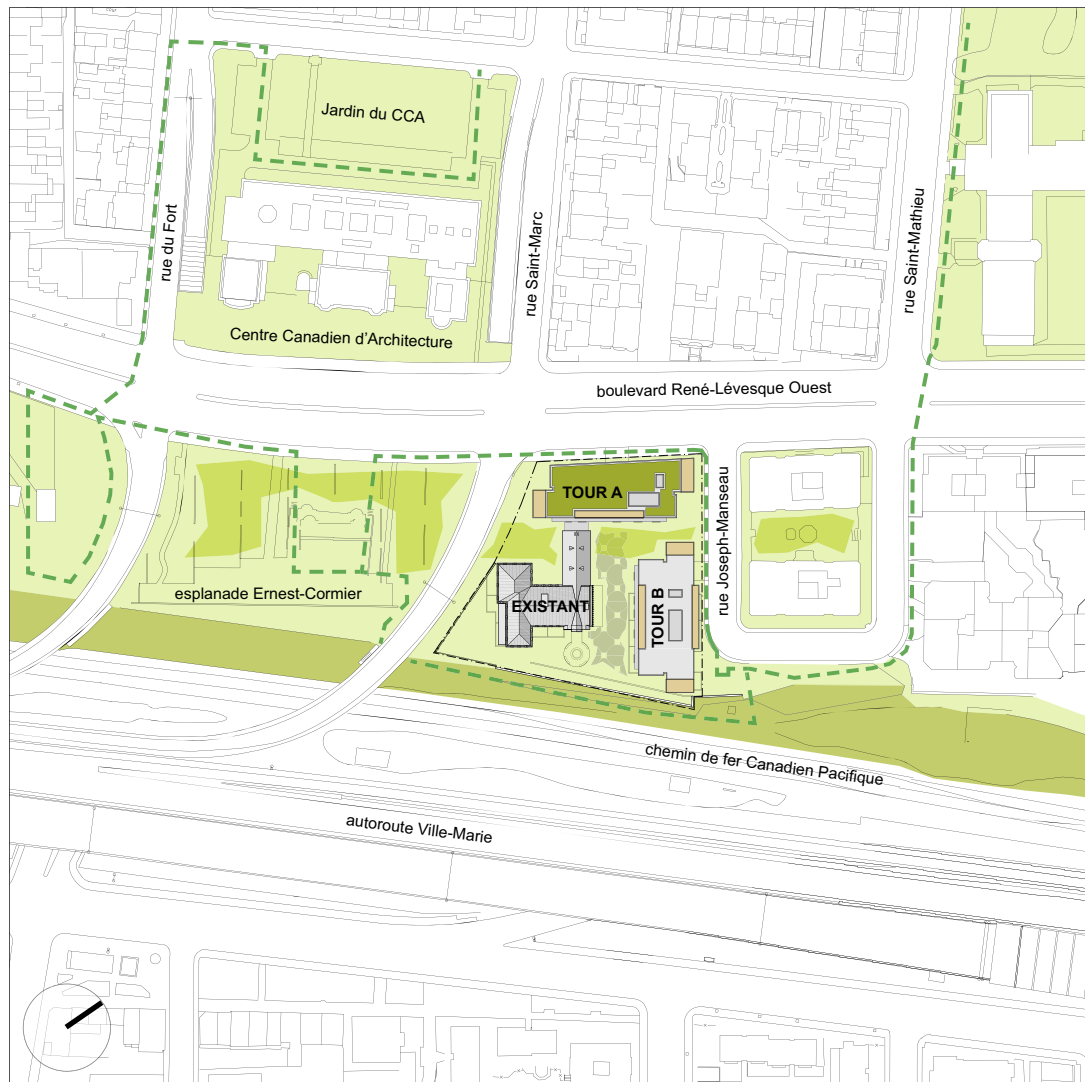 Jardin du CCA
rue du Fort
rue Saint-Marc
rue Saint-Mathieu
Centre Canadien d'Architecture
boulevard René-Lévesque Ouest
TOUR A
rue Joseph-Manseau
esplanade Ernest-Cormier
EXISTANT
TOUR B
chemin de fer Canadien Pacifique
autoroute Ville-Marie